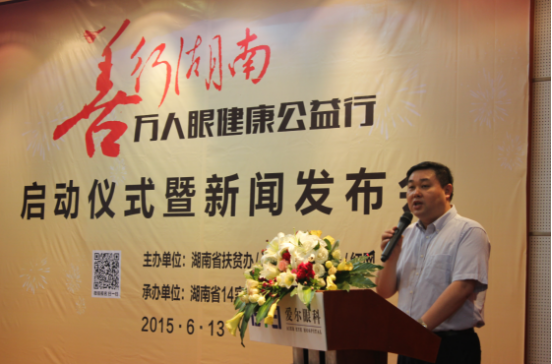 善行湖南
万人眼健康公益行
启动仪式暨新闻发布
主办单位：湖南省扶贫办/
承办单位：湖南省14家
2015·6·13
爱尔眼科